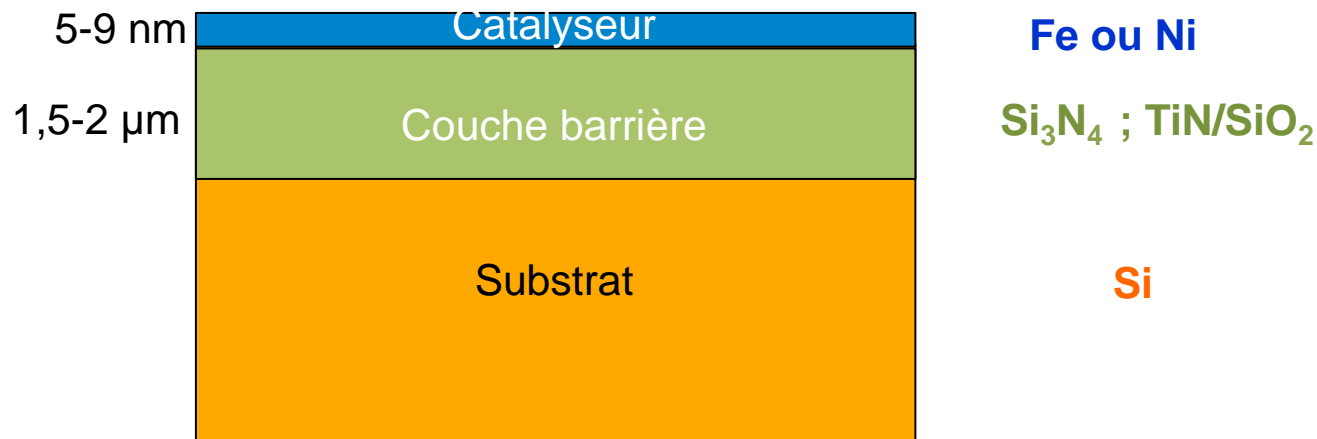 5-9 nm Catalyseur Fe ou Ni
1,5-2 µm Couche barrière Si₃N₄ ; TiN/SiO₂
Substrat Si